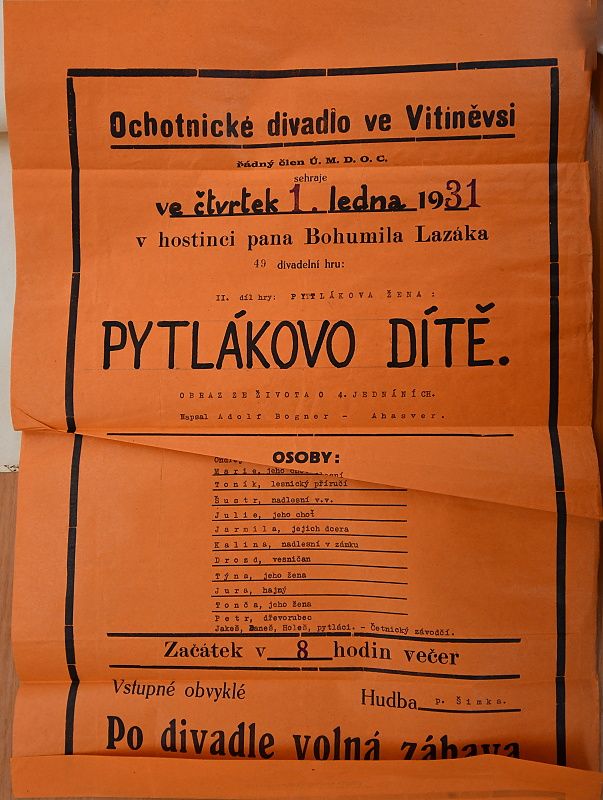 Ochotnické divadlo ve Vitiněvsi
řádný člen Ú. M. D. O. C.
sehraje
ve čtvrtek 1. ledna 1931
v hostinci pana Bohumila Lazáka
49 divadelní hru:
II. díl hry: PYTLÁKOVA ŽENA :
PYTLÁKOVO DÍTĚ.
OBRAZ ZE ŽIVOTA O 4. JEDNÁNÍCH.
Napsal Adolf Bogner - Ahasver.
OSOBY:
Marie, jeho
Toník, lesnický příručí
Šustr, nadlesní v.v.
Julie, jeho choť
Jarmila, jejich dcera
Kalina, nadlesní v zámku
Drozd, vesničan
Týna, jeho žena
Jura, hajný
Tonča, jeho žena
Petr, dřevorubec
Jakeš, Daneš, Holeš, pytláci. - Četnický závodčí.
Začátek v 8 hodin večer
Vstupné obvyklé
Hudba p. Šimka.
Po divadle volná zábava